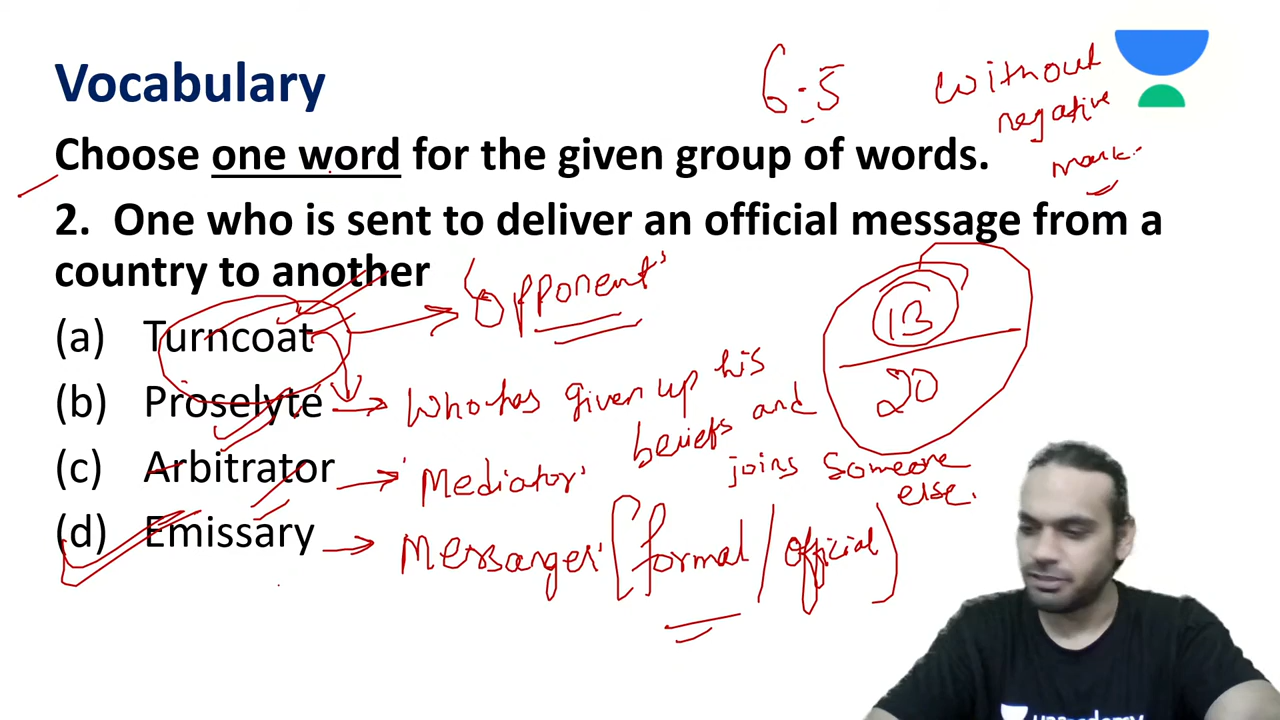 Vocabulary
6.5
without
negative
mark.
Choose one word for the given group of words.
2. One who is sent to deliver an official message from a
country to another
(a) Turncoat
Opponent
(b) Proselyte
Who has given up his
beliefs and
joins someone
else.
13
20
(c) Arbitrator
Mediator
(d) Emissary
Messanger (formal/official)